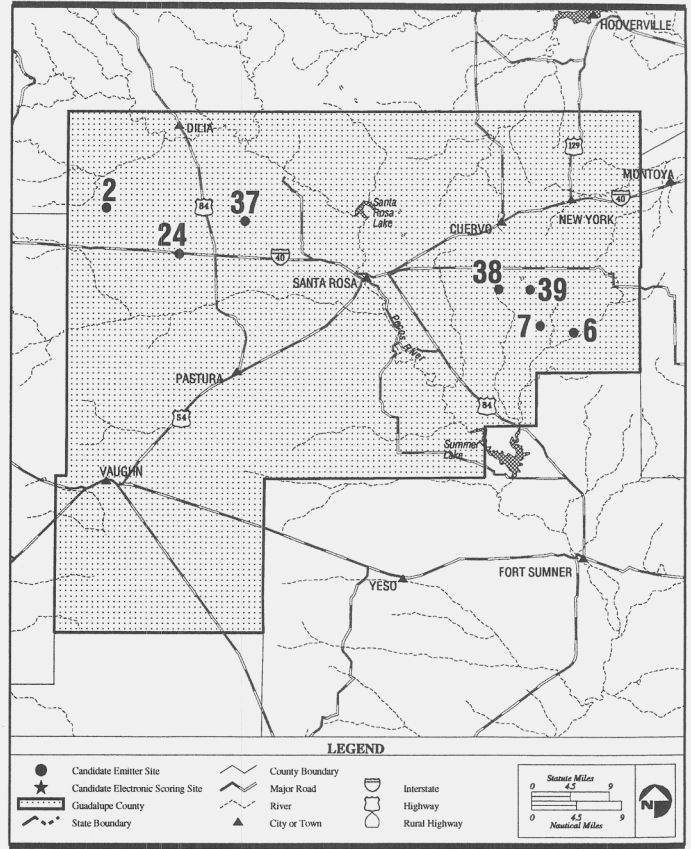 HOOVERVILLE
DILIA
129
MONTOYA
2
84
37
Santa
Rosa
Lake
40
NEW YORK
CUERVO
24
40
SANTA ROSA
38
39
7
6
Pecos River
PASTURA
84
54
Summer
Lake
VAUGHN
FORT SUMNER
YESO
LEGEND
Candidate Emitter Site
Candidate Electronic Scoring Site
Guadalupe County
State Boundary
County Boundary
Major Road
River
City or Town
Interstate
Highway
Rural Highway
Statute Miles
0 4.5 9
0 4.5 9
Nautical Miles
N